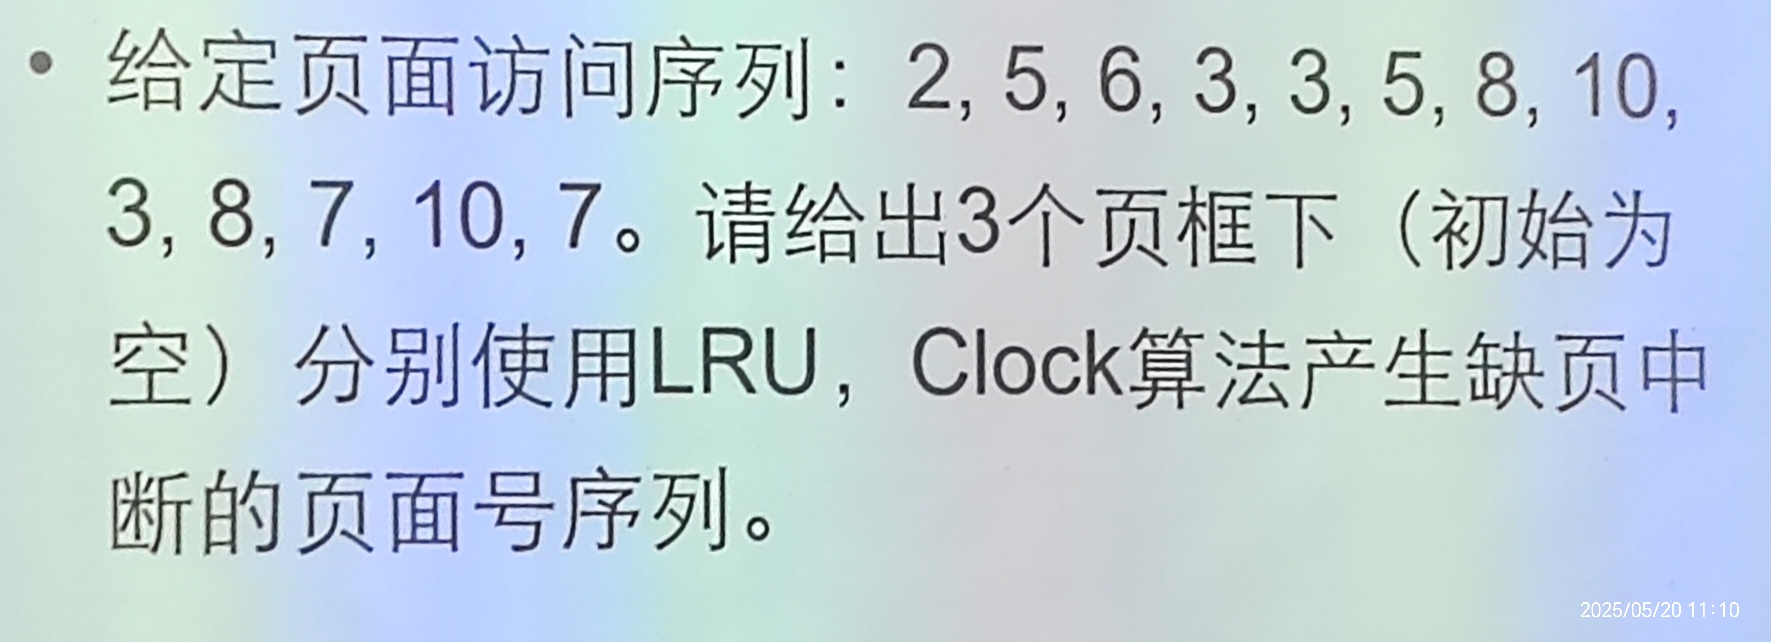 • 给定页面访问序列：2, 5, 6, 3, 3, 5, 8, 10,
3, 8, 7, 10, 7。请给出3个页框下（初始为
空）分别使用LRU，Clock算法产生缺页中
断的页面号序列。
2025/05/20 11:10